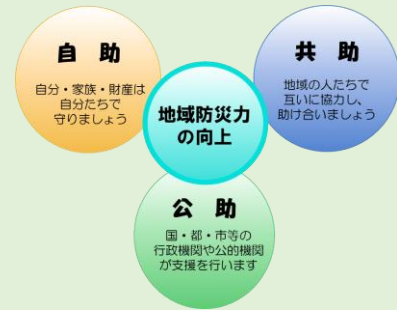 自助
自分・家族・財産は
自分たちで
守りましょう
共助
地域の人たちで
互いに協力し、
助け合いましょう
地域防災力
の向上
公助
国・都・市等の
行政機関や公的機関
が支援を行います